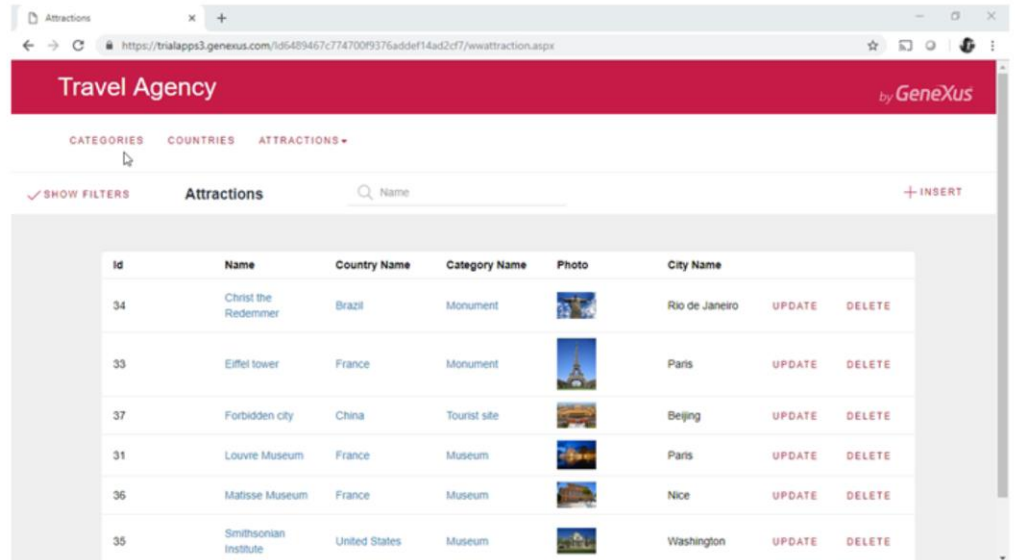 Attractions
https://trialapps3.genexus.com/Id6489467c774700f9376addef14ad2cf7/wwattraction.aspx
Travel Agency
by GeneXus
CATEGORIES COUNTRIES ATTRACTIONS
SHOW FILTERS Attractions Name INSERT
Id Name Country Name Category Name Photo City Name
34 Christ the Redemmer Brazil Monument Rio de Janeiro UPDATE DELETE
33 Eiffel tower France Monument Paris UPDATE DELETE
37 Forbidden city China Tourist site Beijing UPDATE DELETE
31 Louvre Museum France Museum Paris UPDATE DELETE
36 Matisse Museum France Museum Nice UPDATE DELETE
35 Smithsonian Institute United States Museum Washington UPDATE DELETE